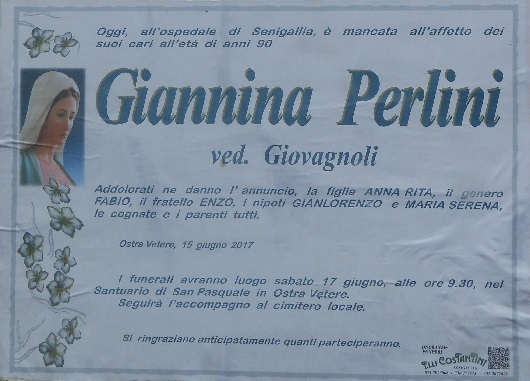 Oggi, all'ospedale di Senigallia, è mancata all'affetto dei
suoi cari all'età di anni 90
Giannina Perlini
ved. Giovagnoli
Addolorati ne danno l'annuncio, la figlia ANNA RITA, il genero
FABIO, il fratello ENZO, i nipoti GIANLORENZO e MARIA SERENA,
le cognate e i parenti tutti.
Ostra Vetere, 15 giugno 2017
I funerali avranno luogo sabato 17 giugno, alle ore 9.30, nel
Santuario di San Pasquale in Ostra Vetere.
Seguirà l'accompagno al cimitero locale.
Si ringraziano anticipatamente quanti parteciperanno.
F.lli COSTANTINI